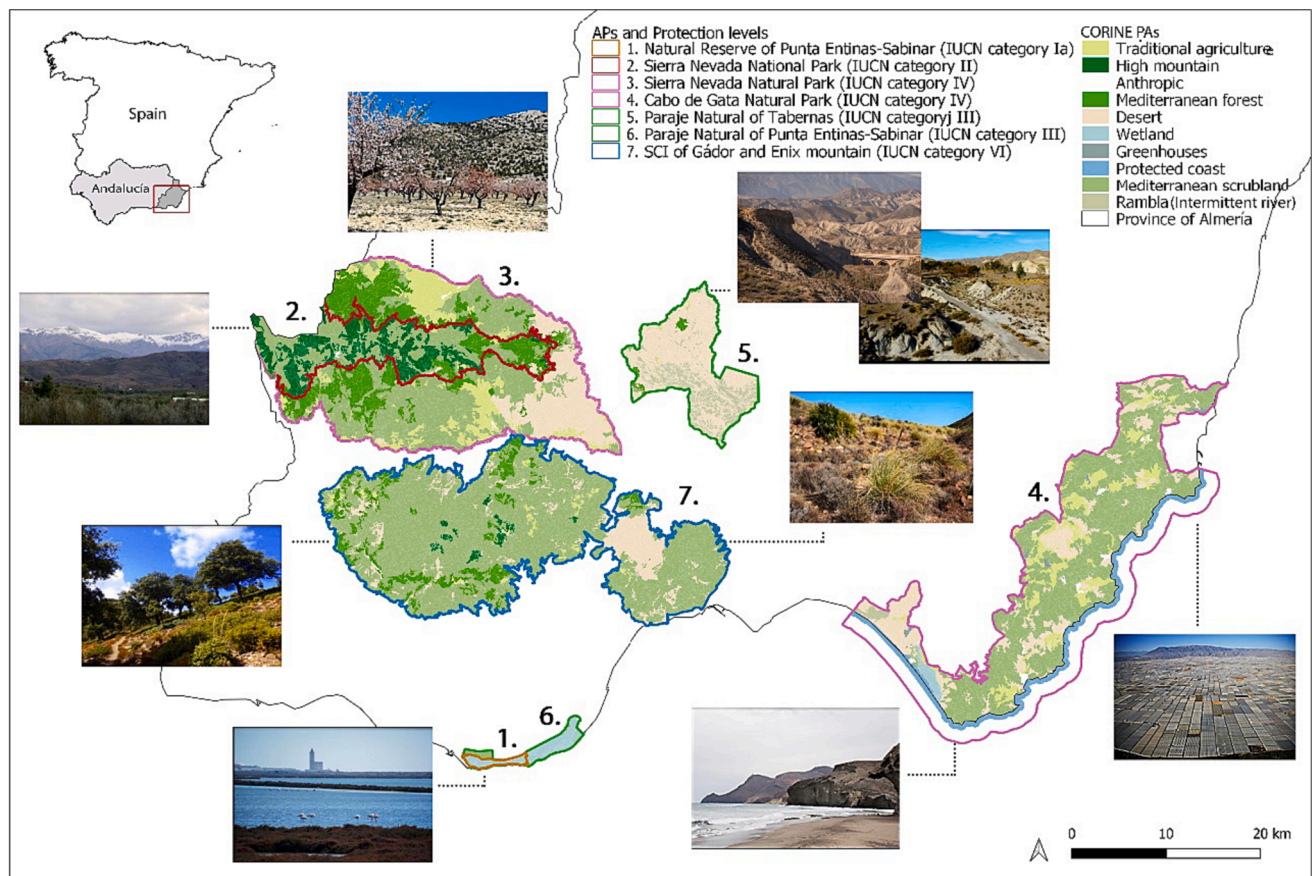 Spain
Andalucía
APs and Protection levels
1. Natural Reserve of Punta Entinas-Sabinar (IUCN category Ia)
2. Sierra Nevada National Park (IUCN category II)
3. Sierra Nevada Natural Park (IUCN category IV)
4. Cabo de Gata Natural Park (IUCN category IV)
5. Paraje Natural of Tabernas (IUCN categoryj III)
6. Paraje Natural of Punta Entinas-Sabinar (IUCN category III)
7. SCI of Gádor and Enix mountain (IUCN category VI)
CORINE PAs
Traditional agriculture
High mountain
Anthropic
Mediterranean forest
Desert
Wetland
Greenhouses
Protected coast
Mediterranean scrubland
Rambla (Intermittent river)
Province of Almería
3.
2.
5.
7.
4.
6.
1.
0 10 20 km